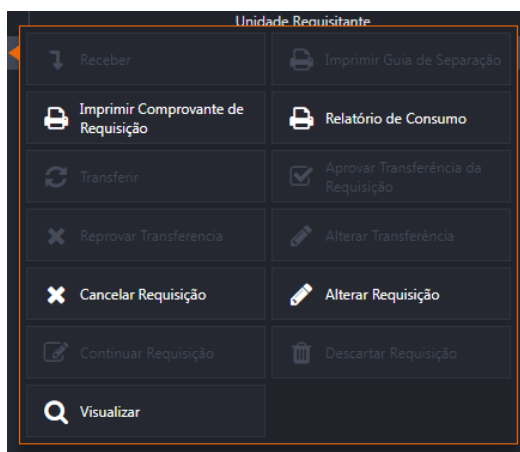 Unidade Requisitante
Receber
Imprimir Guia de Separação
Imprimir Comprovante de
Requisição
Relatório de Consumo
Transferir
Aprovar Transferência da
Requisição
Reprovar Transferencia
Alterar Transferência
Cancelar Requisição
Alterar Requisição
Continuar Requisição
Descartar Requisição
Visualizar